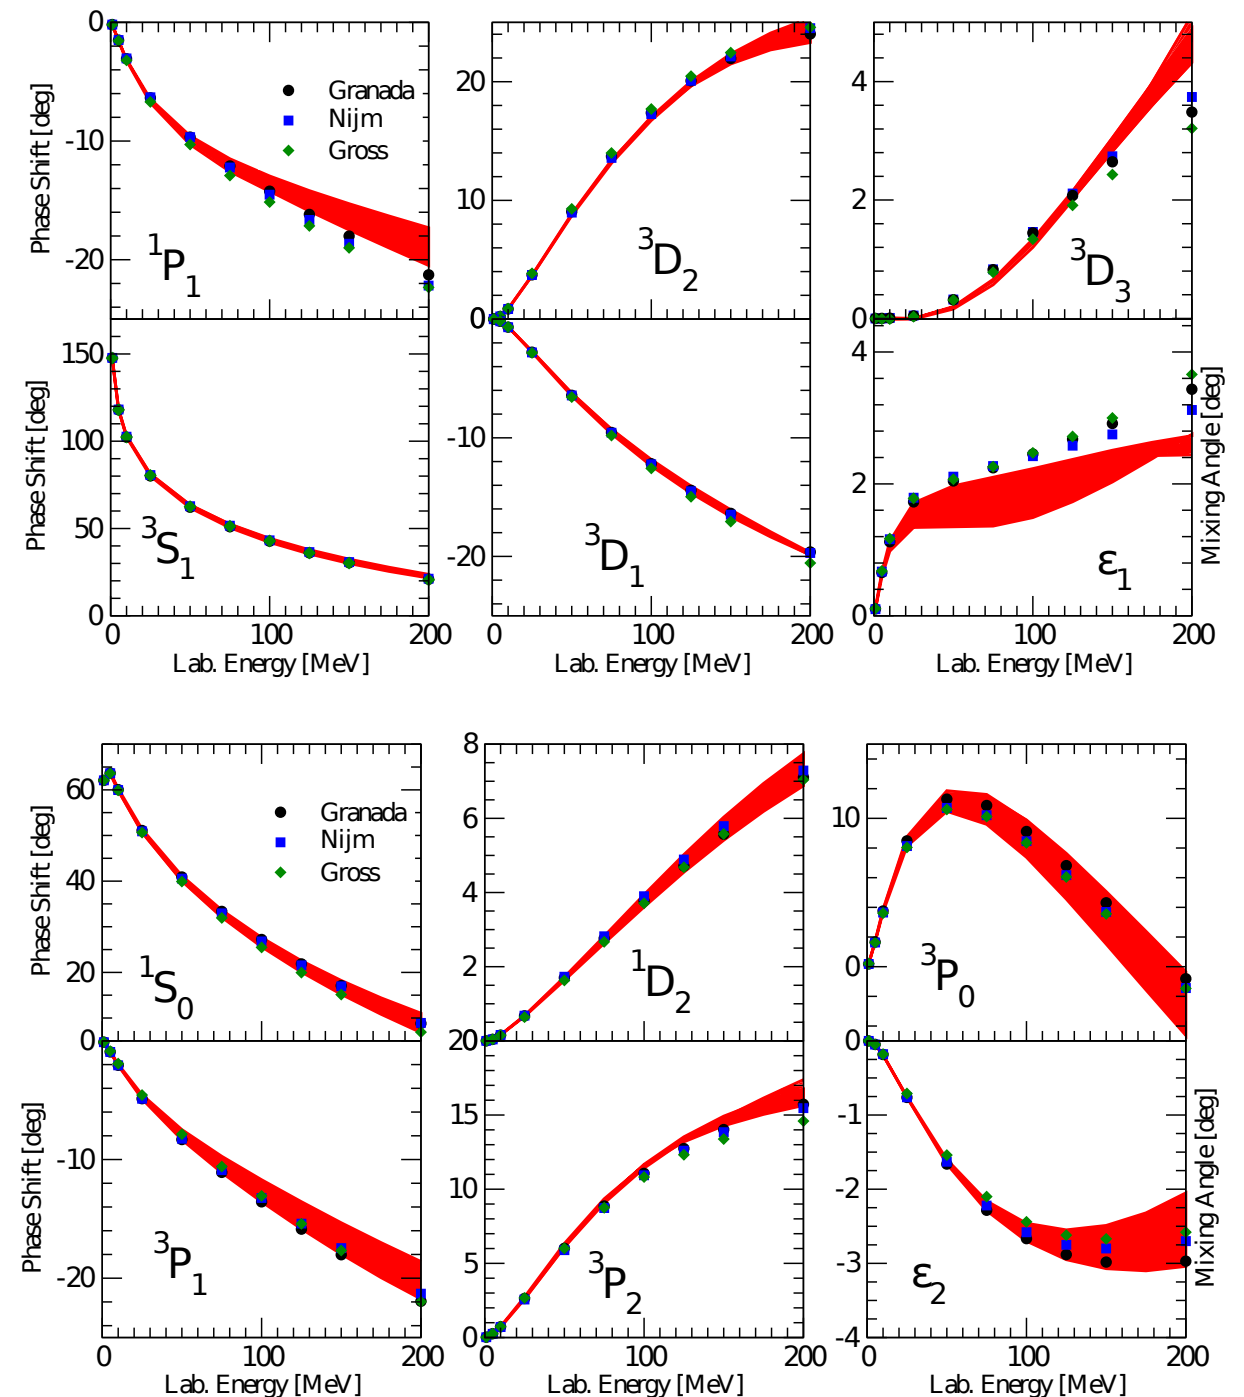 0
-10
-20
Phase Shift [deg]
Granada
Nijm
Gross
1P1
20
10
0
3D2
4
2
0
3D3
150
100
50
0
Phase Shift [deg]
3S1
-10
-20
3D1
4
2
0
Mixing Angle [deg]
ε1
0 100 200
0 100 200
0 100 200
Lab. Energy [MeV]
Lab. Energy [MeV]
Lab. Energy [MeV]
60
40
20
0
Phase Shift [deg]
Granada
Nijm
Gross
1S0
8
6
4
2
1D2
10
0
3P0
-10
-20
Phase Shift [deg]
3P1
20
15
10
5
0
3P2
0
-1
-2
-3
-4
Mixing Angle [deg]
ε2
0 100 200
0 100 200
0 100 200
Lab. Energy [MeV]
Lab. Energy [MeV]
Lab. Energy [MeV]